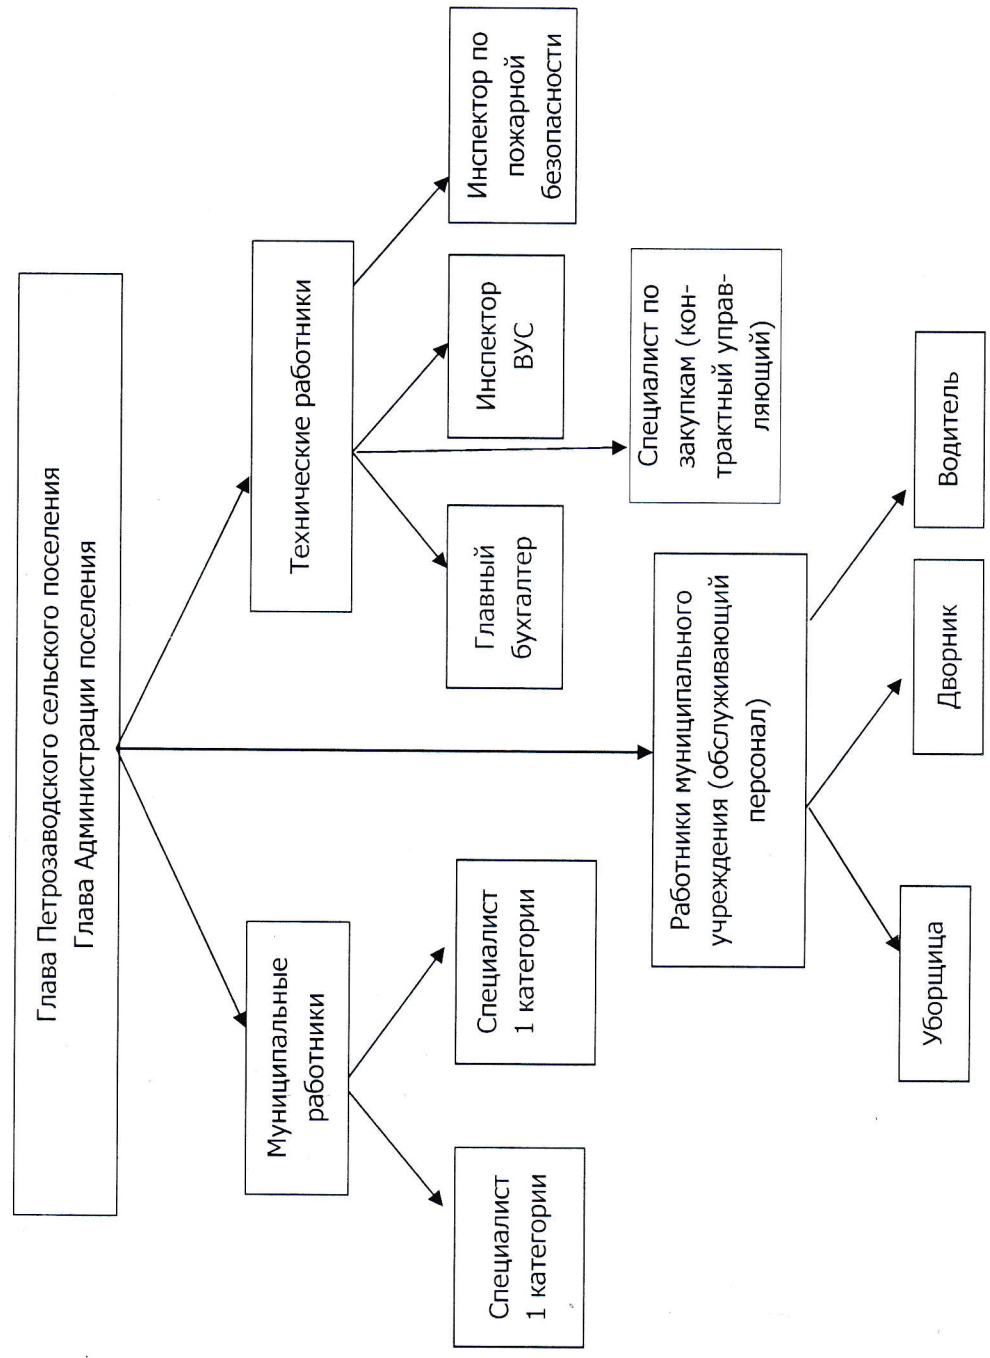 Глава Петрозаводского сельского поселения
Глава Администрации поселения
Муниципальные
работники
Технические работники
Специалист
1 категории
Специалист
1 категории
Главный
бухгалтер
Инспектор
ВУС
Инспектор по
пожарной
безопасности
Специалист по
закупкам (кон-
трактный управ-
ляющий)
Работники муниципального
учреждения (обслуживающий
персонал)
Уборщица
Дворник
Водитель